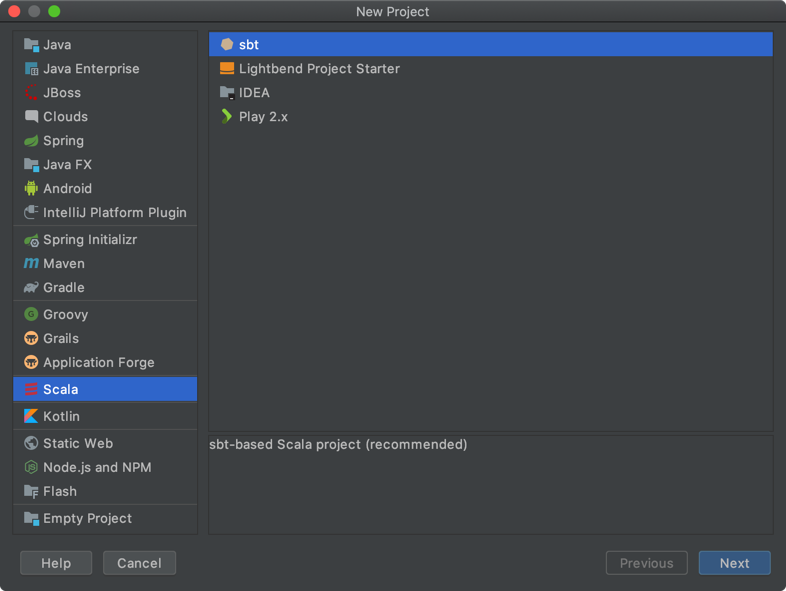 New Project
Java
Java Enterprise
JBoss
Clouds
Spring
Java FX
Android
IntelliJ Platform Plugin
Spring Initializr
Maven
Gradle
Groovy
Grails
Application Forge
Scala
Kotlin
Static Web
Node.js and NPM
Flash
Empty Project
sbt
Lightbend Project Starter
IDEA
Play 2.x
sbt-based Scala project (recommended)
Help
Cancel
Previous
Next